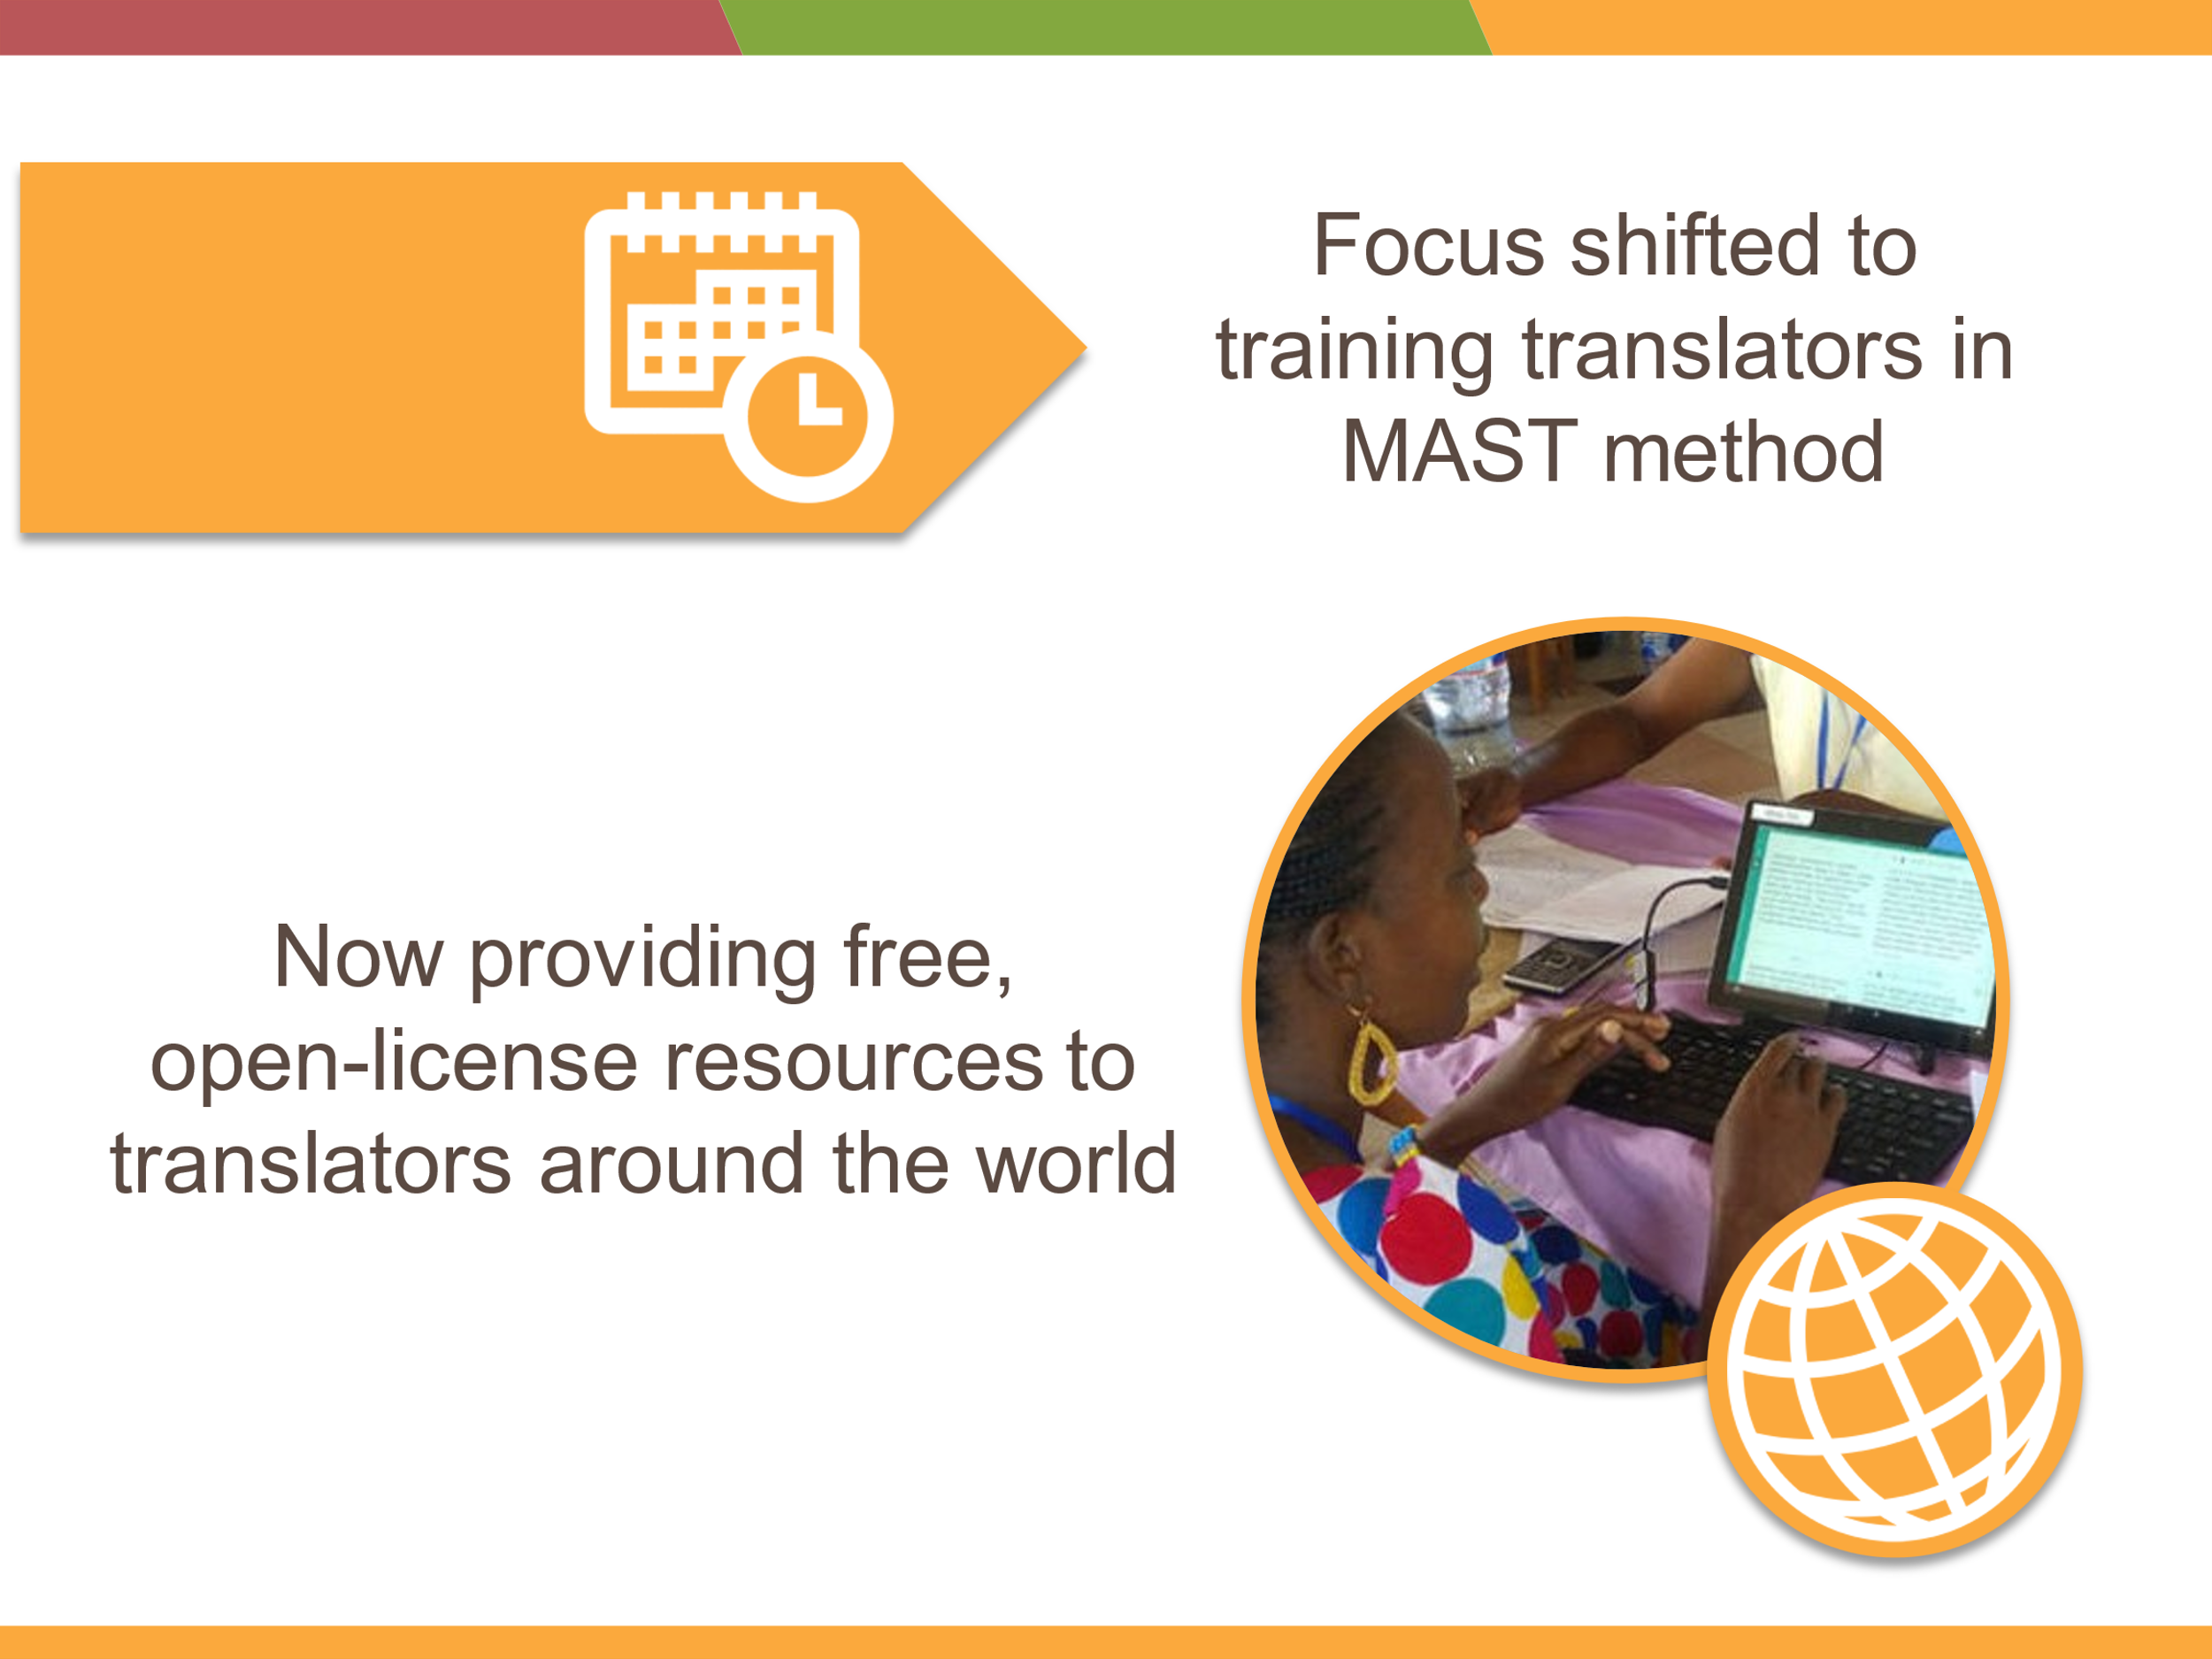 Focus shifted to
training translators in
MAST method
Now providing free,
open-license resources to
translators around the world